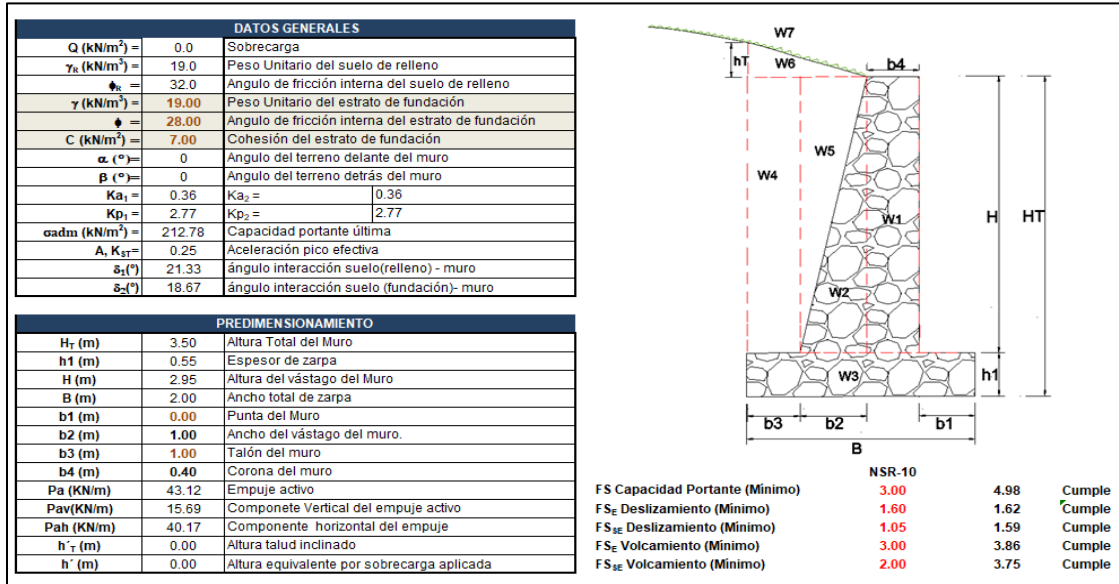 DATOS GENERALES
Q (kN/m²) = 0.0 Sobrecarga
γR (kN/m³) = 19.0 Peso Unitario del suelo de relleno
ϕR = 32.0 Angulo de fricción interna del suelo de relleno
γ (kN/m³) = 19.00 Peso Unitario del estrato de fundación
ϕ = 28.00 Angulo de fricción interna del estrato de fundación
C (kN/m²) = 7.00 Cohesión del estrato de fundación
α (º)= 0 Angulo del terreno delante del muro
β (º)= 0 Angulo del terreno detrás del muro
Ka₁ = 0.36 Ka₂ = 0.36
Kp₁ = 2.77 Kp₂ = 2.77
σadm (kN/m²) = 212.78 Capacidad portante última
A, KST= 0.25 Aceleración pico efectiva
δ₁(º) 21.33 ángulo interacción suelo(relleno) - muro
δ₂(º) 18.67 ángulo interacción suelo (fundación)- muro
PREDIMENSIONAMIENTO
HT (m) 3.50 Altura Total del Muro
h1 (m) 0.55 Espesor de zarpa
H (m) 2.95 Altura del vástago del Muro
B (m) 2.00 Ancho total de zarpa
b1 (m) 0.00 Punta del Muro
b2 (m) 1.00 Ancho del vástago del muro.
b3 (m) 1.00 Talón del muro
b4 (m) 0.40 Corona del muro
Pa (KN/m) 43.12 Empuje activo
Pav(KN/m) 15.69 Componete Vertical del empuje activo
Pah (KN/m) 40.17 Componente horizontal del empuje
h´T (m) 0.00 Altura talud inclinado
h´ (m) 0.00 Altura equivalente por sobrecarga aplicada
W7
hT
W6
b4
W5
W4
W1
H
HT
W2
W3
h1
b3
b2
b1
B
NSR-10
FS Capacidad Portante (Mínimo) 3.00 4.98 Cumple
FSE Deslizamiento (Mínimo) 1.60 1.62 Cumple
FSSE Deslizamiento (Mínimo) 1.05 1.59 Cumple
FSE Volcamiento (Mínimo) 3.00 3.86 Cumple
FSSE Volcamiento (Mínimo) 2.00 3.75 Cumple